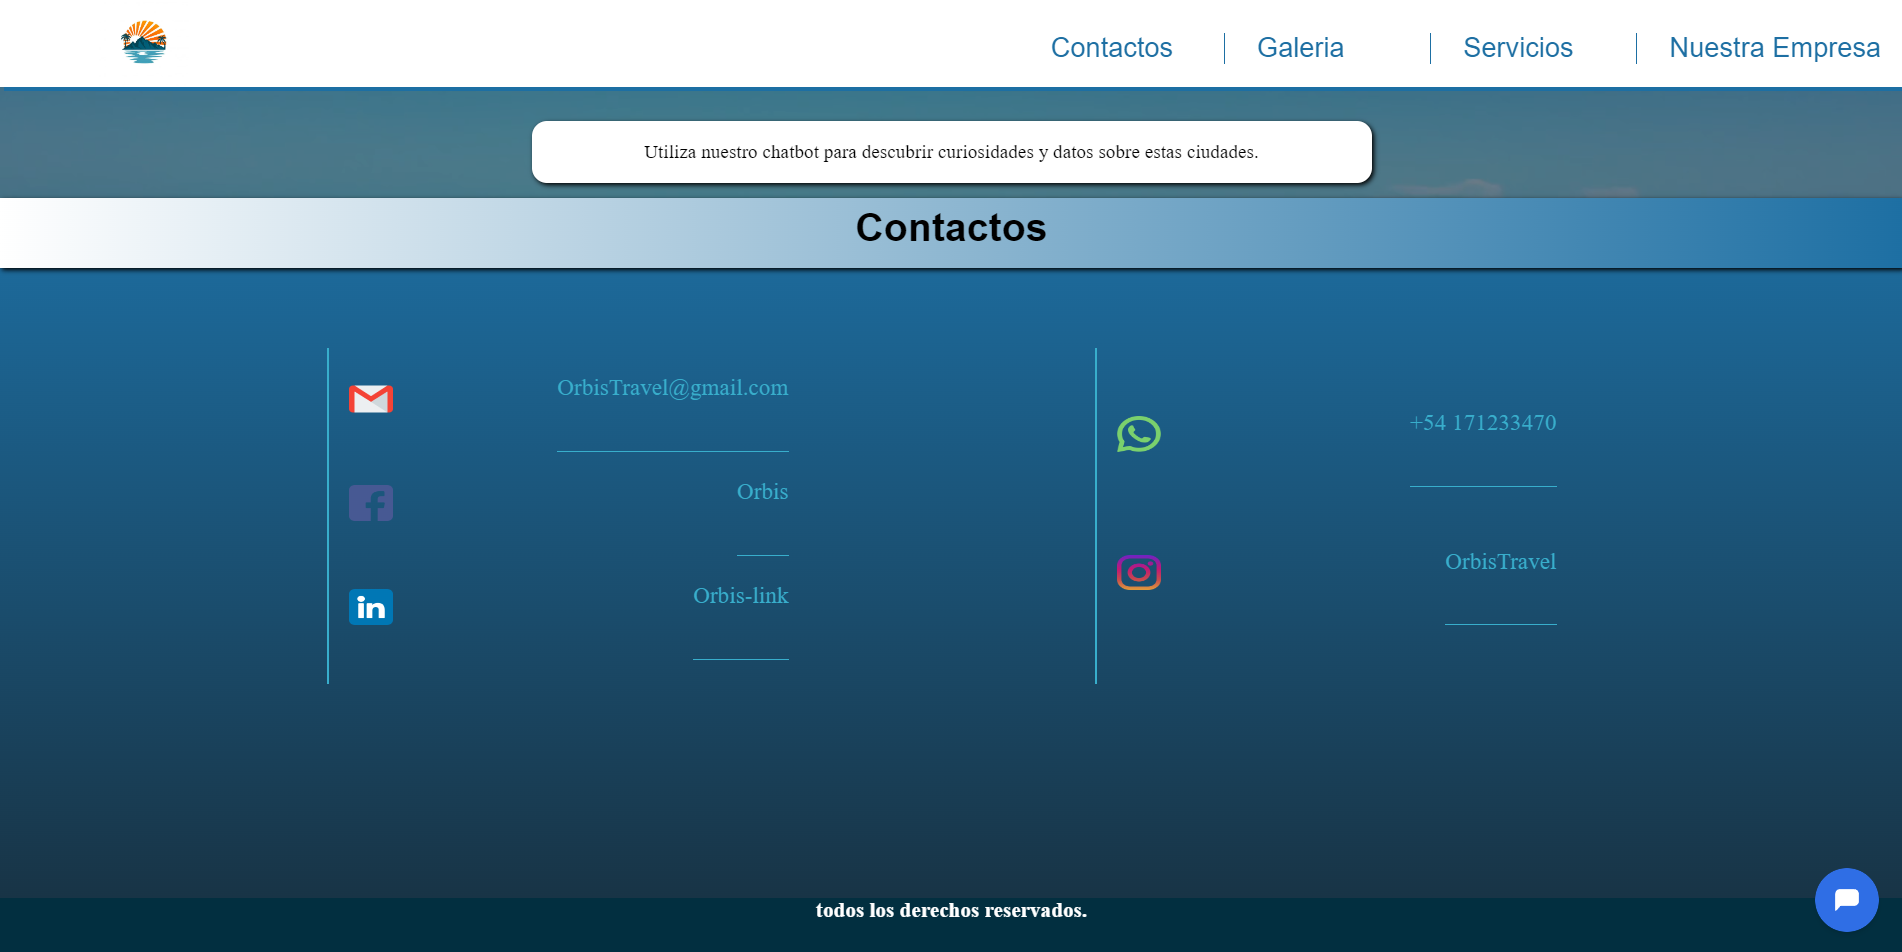 Contactos
Galeria
Servicios
Nuestra Empresa
Utiliza nuestro chatbot para descubrir curiosidades y datos sobre estas ciudades.
Contactos
OrbisTravel@gmail.com
Orbis
in
Orbis-link
+54 171233470
OrbisTravel
todos los derechos reservados.